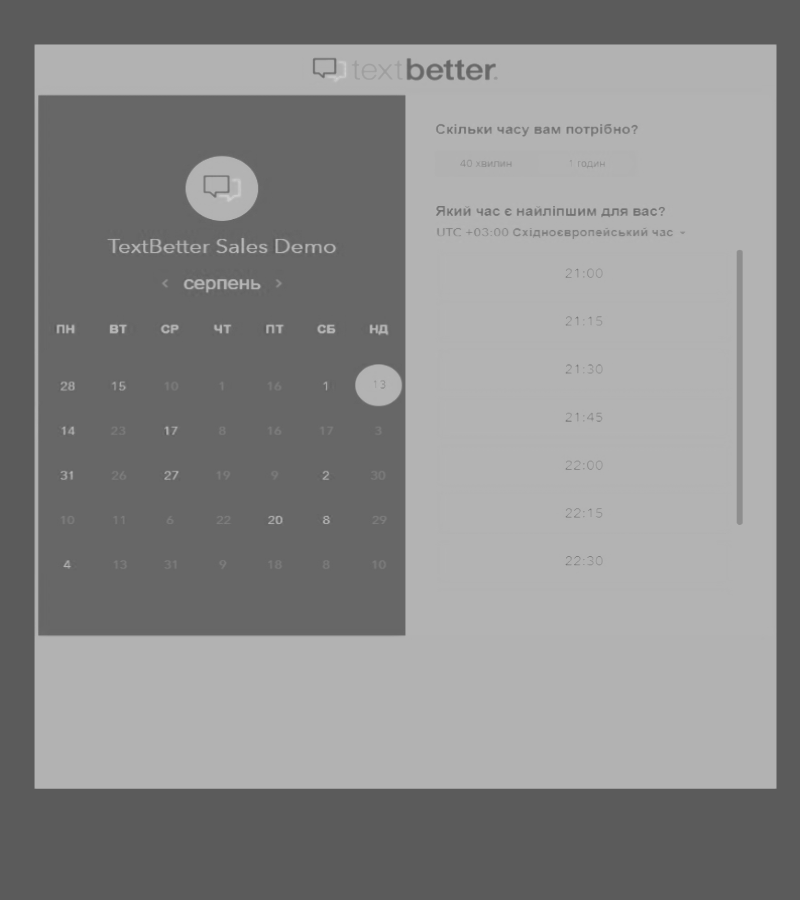 textbetter.
TextBetter Sales Demo
‹ серпень ›
ПН ВТ СР ЧТ ПТ СБ НД
28 15 10 1 16 1 13
14 23 17 8 16 17 3
31 26 27 19 9 2 30
10 11 6 22 20 8 29
4 13 31 9 18 8 10
Скільки часу вам потрібно?
40 хвилин 1 годин
Який час є найліпшим для вас?
UTC +03:00 Східноєвропейський час
21:00
21:15
21:30
21:45
22:00
22:15
22:30